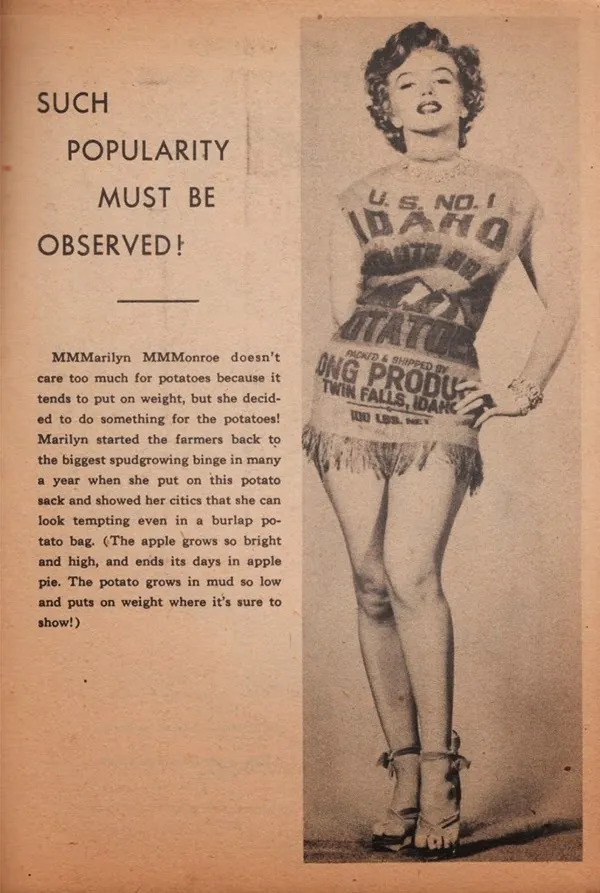 SUCH
POPULARITY
MUST BE
OBSERVED!
MMMarilyn MMMonroe doesn't
care too much for potatoes because it
tends to put on weight, but she decid-
ed to do something for the potatoes!
Marilyn started the farmers back to
the biggest spudgrowing binge in many
a year when she put on this potato
sack and showed her citics that she can
look tempting even in a burlap po-
tato bag. (The apple grows so bright
and high, and ends its days in apple
pie. The potato grows in mud so low
and puts on weight where it's sure to
show!)
U. S. NO. 1
IDAHO
PACKED & SHIPPED BY
ONG PRODU
TWIN FALLS, IDAHO
100 LBS. NET